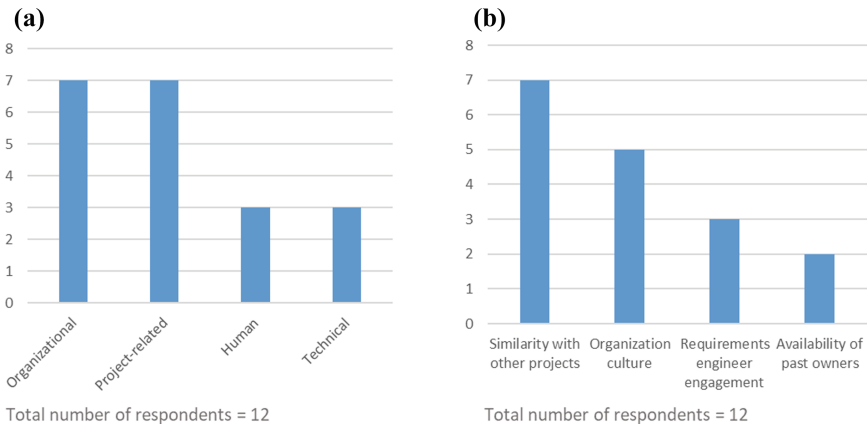 (a)
8
7
6
5
4
3
2
1
0
Organizational
Project-related
Human
Technical
Total number of respondents = 12
(b)
8
7
6
5
4
3
2
1
0
Similarity with
other projects
Organization
culture
Requirements
engineer
engagement
Availability of
past owners
Total number of respondents = 12